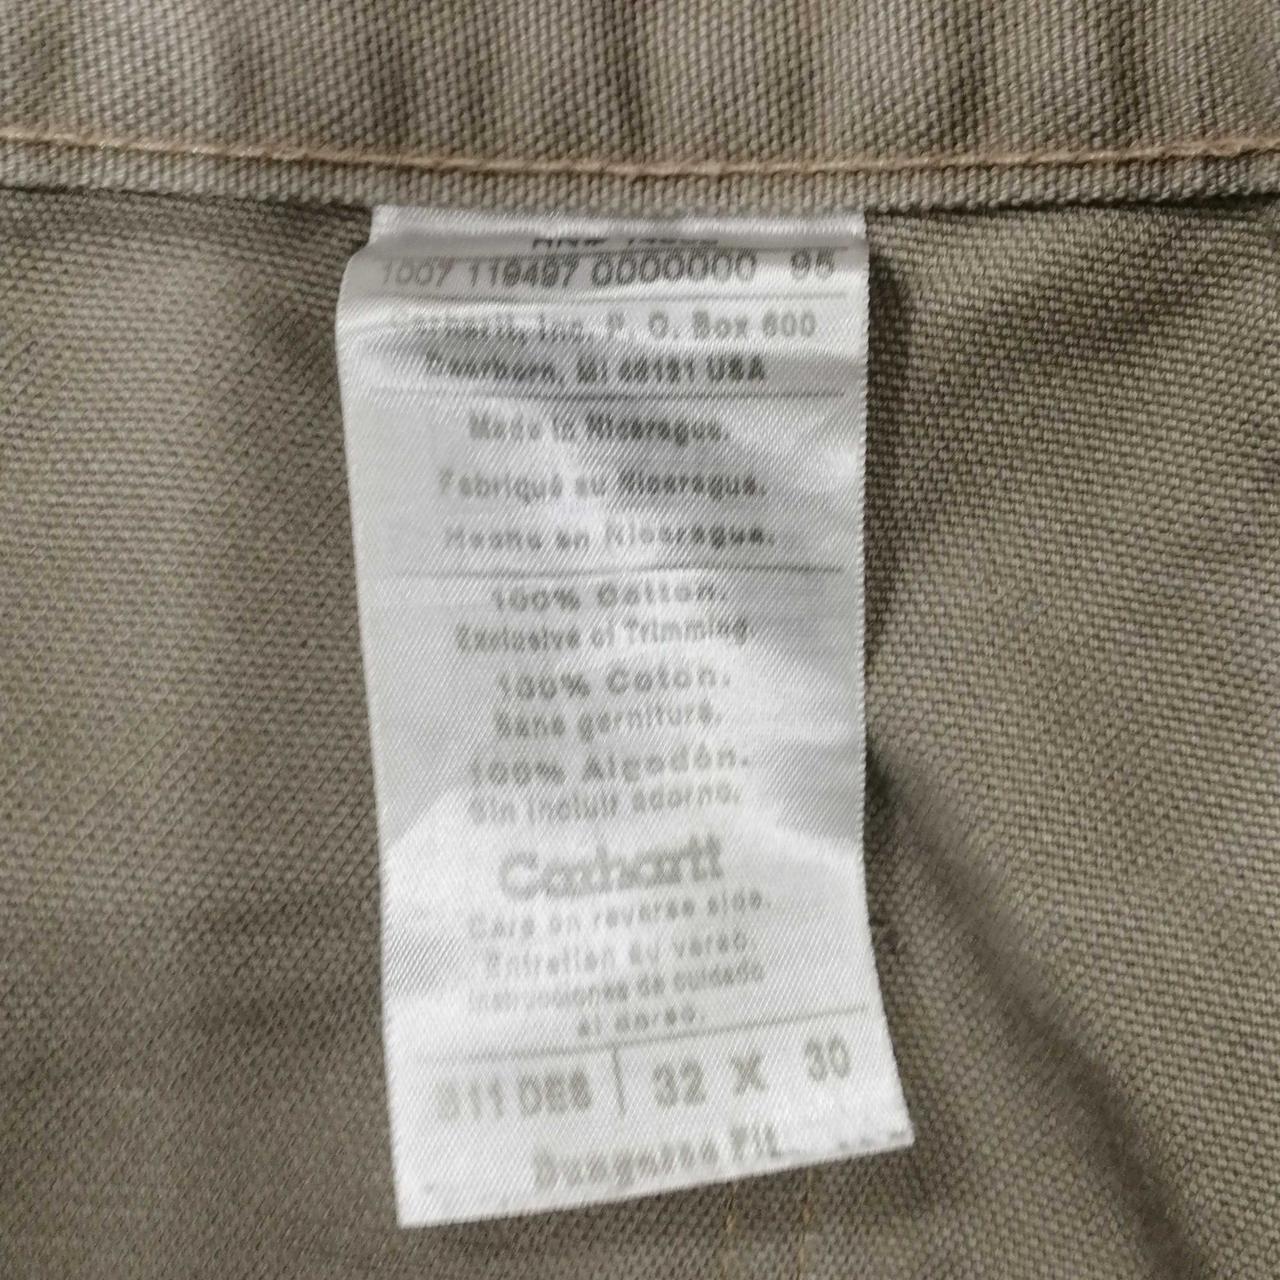 1007 119497 0000000 95
Carhartt, Inc. P. O. Box 600
Dearborn, MI 48121 USA
Made in Nicaragua.
Fabriqué au Nicaragua.
Hecho en Nicaragua.
100% Cotton.
Exclusive of Trimming.
100% Coton.
Sans garniture.
100% Algodón.
Sin incluir adorno.
Carhartt
Care on reverse side.
Entretien au verso.
Instrucciones de cuidado
al dorso.
32 X 30
Dungaree Fit